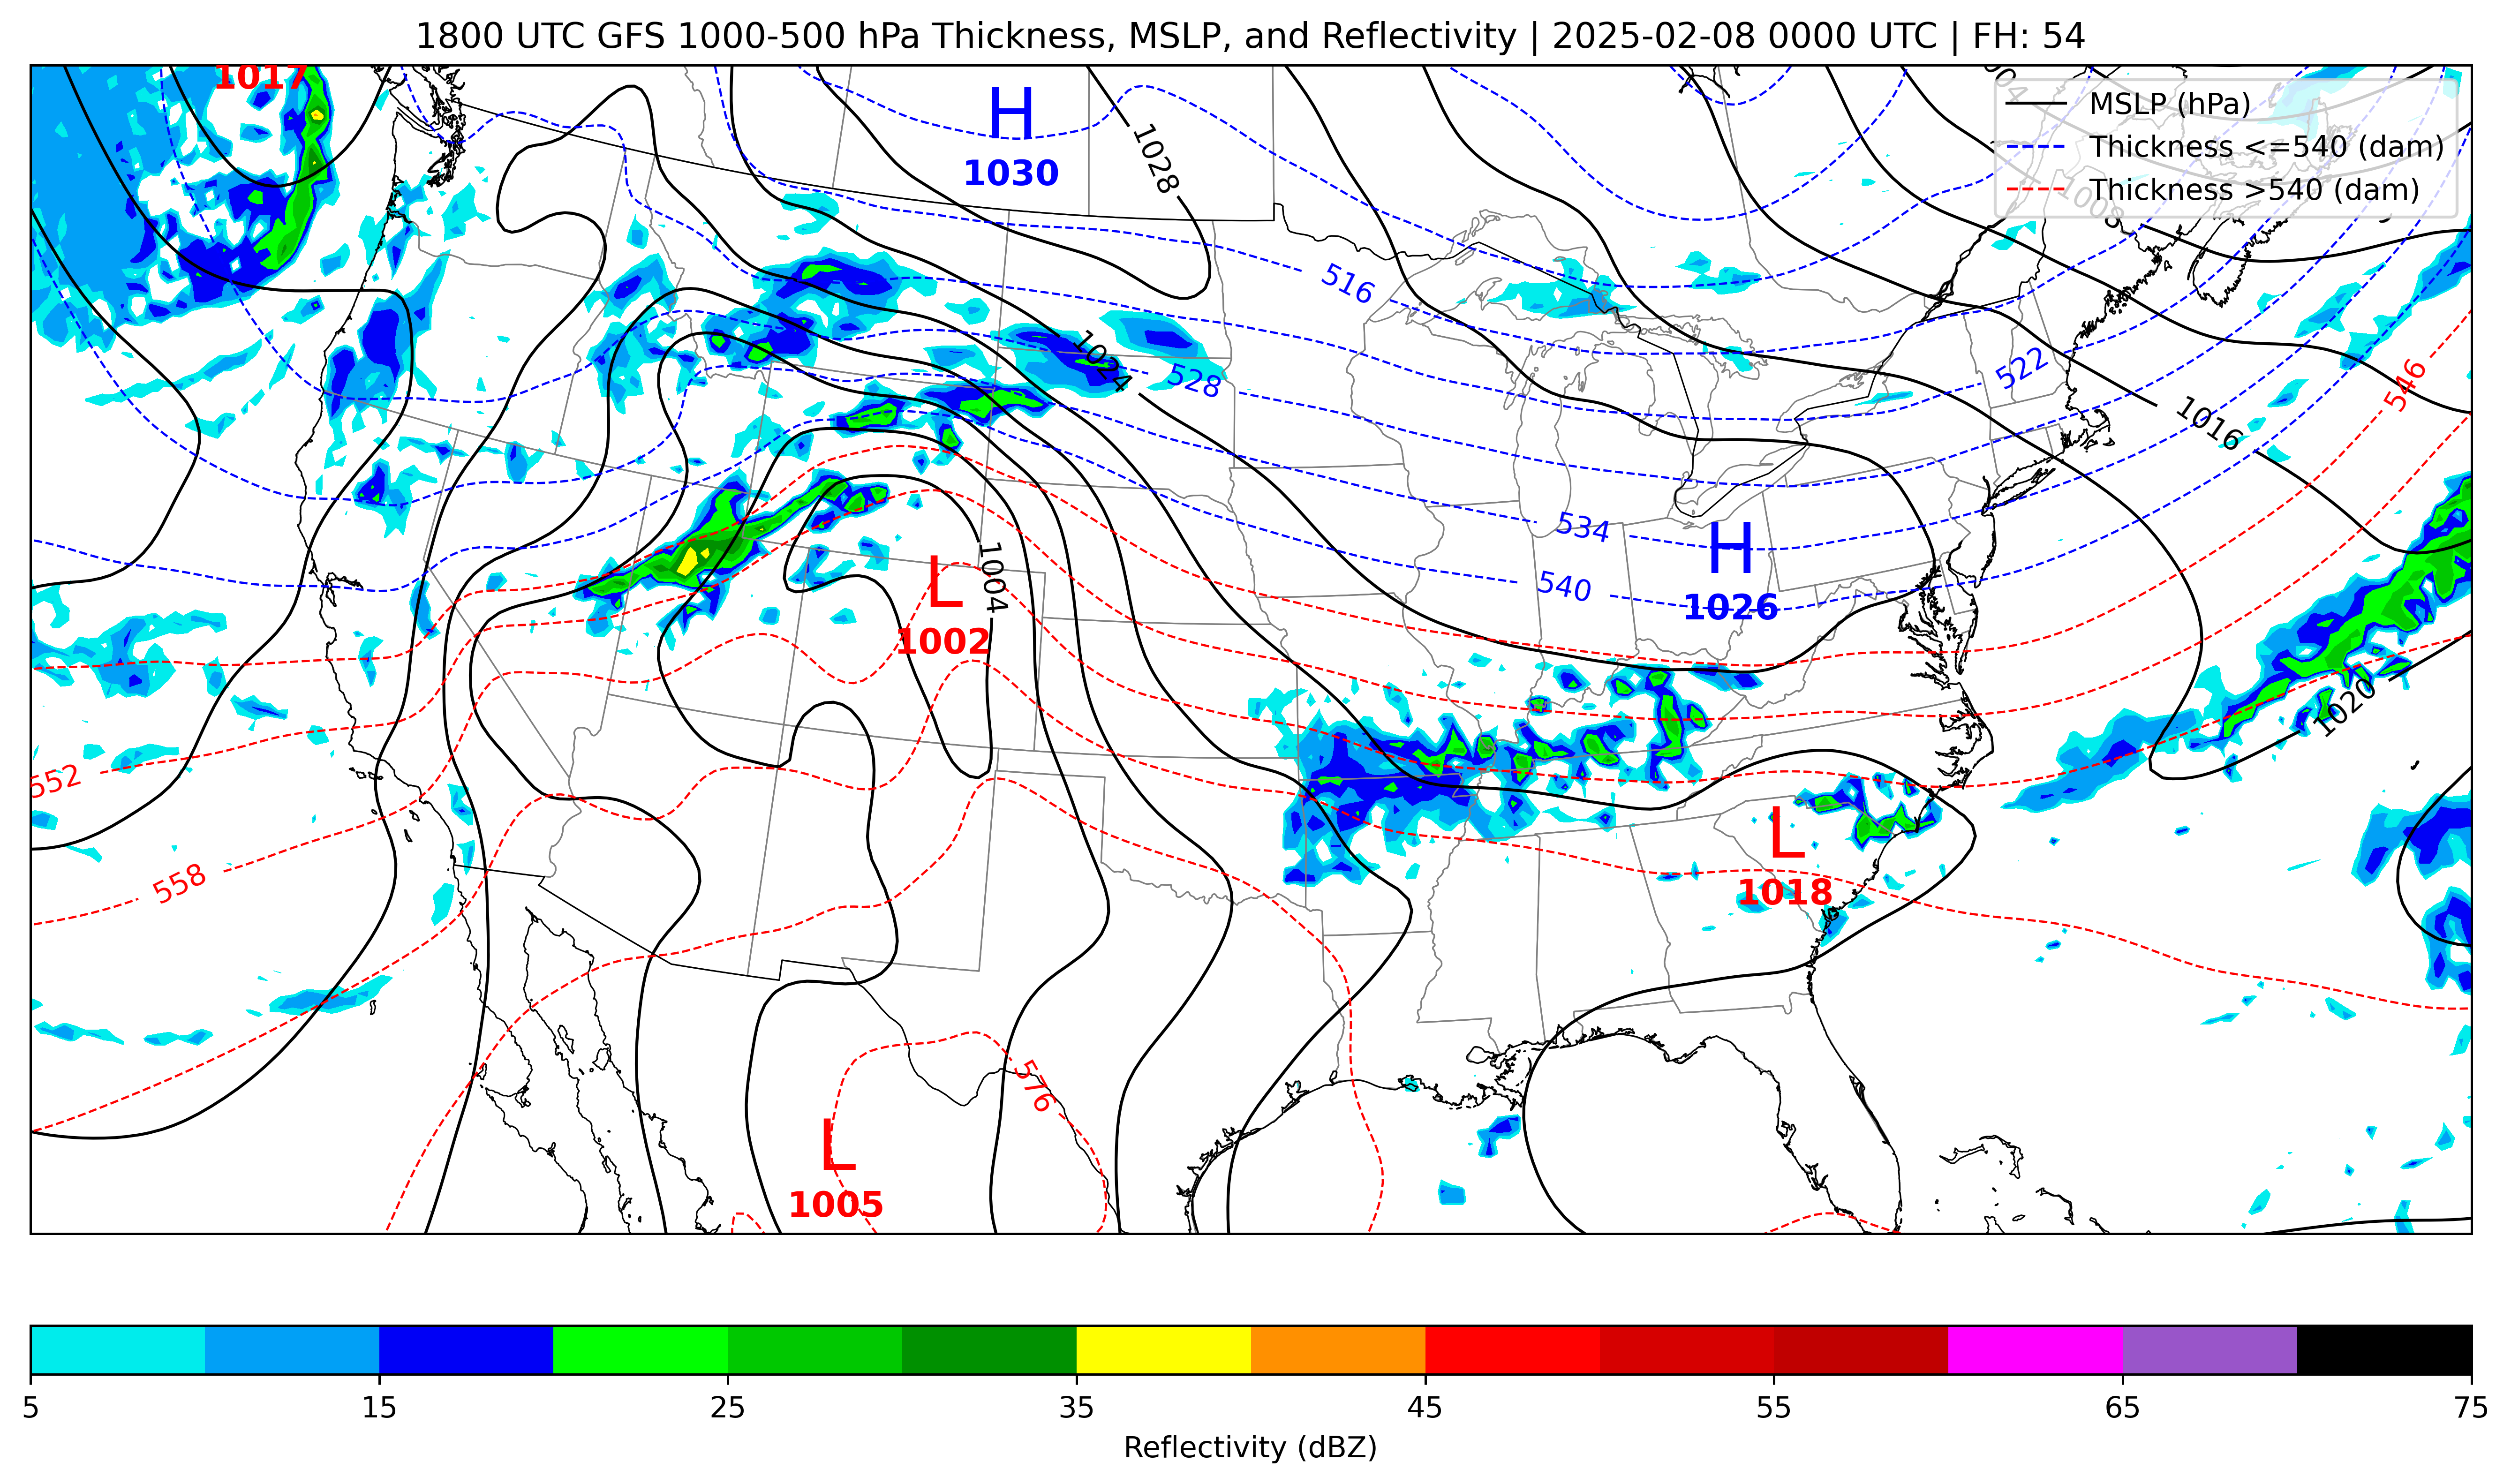 1800 UTC GFS 1000-500 hPa Thickness, MSLP, and Reflectivity | 2025-02-08 0000 UTC | FH: 54
1017
MSLP (hPa)
Thickness <=540 (dam)
Thickness >540 (dam)
H
1030
1028
1008
516
1024
528
522
546
1016
534
H
1026
540
L
1002
1004
552
1020
558
L
1018
576
L
1005
5 15 25 35 45 55 65 75
Reflectivity (dBZ)